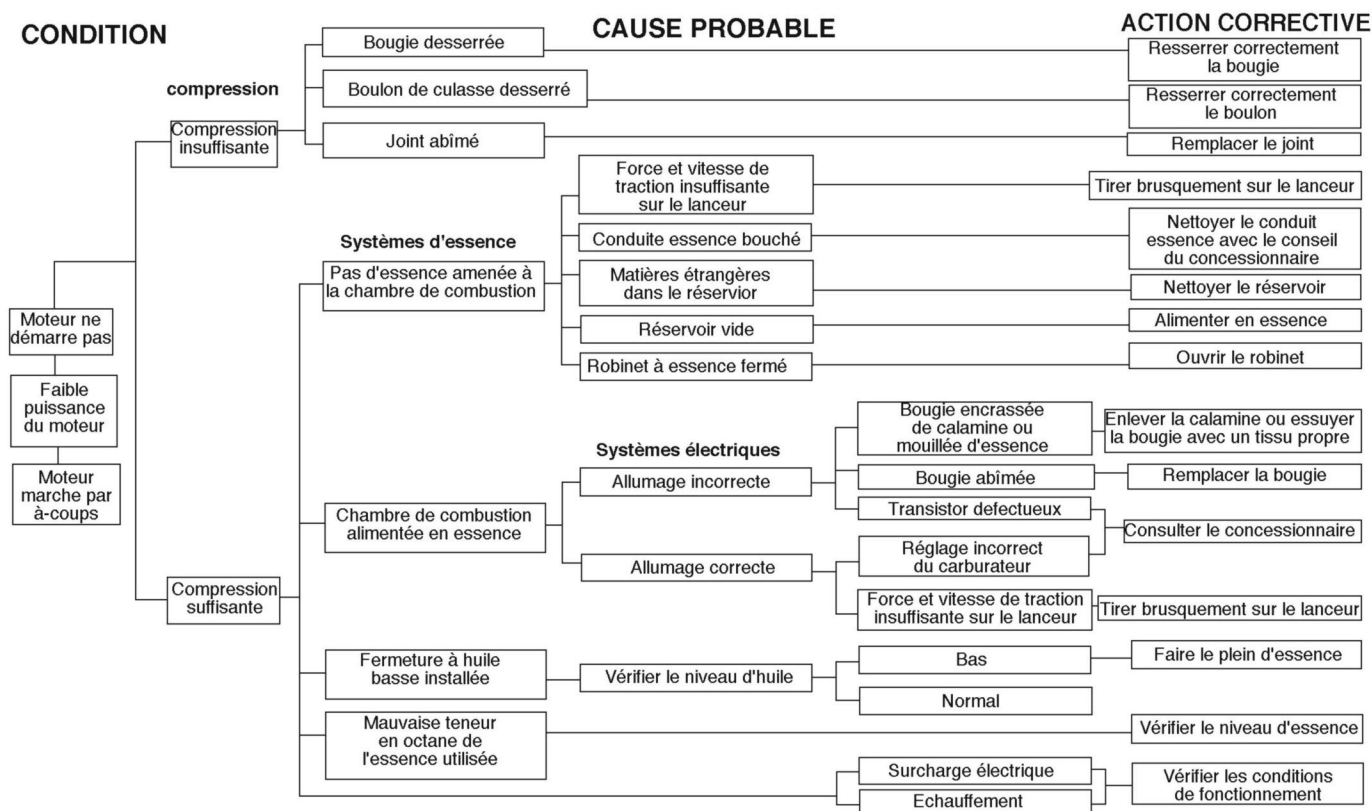 CONDITION
CAUSE PROBABLE
ACTION CORRECTIVE
compression
Bougie desserrée
Resserrer correctement
la bougie
Boulon de culasse desserré
Resserrer correctement
le boulon
Compression
insuffisante
Joint abîmé
Remplacer le joint
Force et vitesse de
traction insuffisante
sur le lanceur
Tirer brusquement sur le lanceur
Systèmes d'essence
Conduite essence bouché
Nettoyer le conduit
essence avec le conseil
du concessionnaire
Pas d'essence amenée à
la chambre de combustion
Matières étrangères
dans le réservior
Nettoyer le réservoir
Moteur ne
démarre pas
Réservoir vide
Alimenter en essence
Robinet à essence fermé
Ouvrir le robinet
Faible
puissance
du moteur
Moteur
marche par
à-coups
Systèmes électriques
Bougie encrassée
de calamine ou
mouillée d'essence
Enlever la calamine ou essuyer
la bougie avec un tissu propre
Allumage incorrecte
Bougie abîmée
Remplacer la bougie
Chambre de combustion
alimentée en essence
Transistor defectueux
Consulter le concessionnaire
Allumage correcte
Réglage incorrect
du carburateur
Compression
suffisante
Force et vitesse de traction
insuffisante sur le lanceur
Tirer brusquement sur le lanceur
Fermeture à huile
basse installée
Vérifier le niveau d'huile
Bas
Faire le plein d'essence
Normal
Mauvaise teneur
en octane de
l'essence utilisée
Vérifier le niveau d'essence
Surcharge électrique
Echauffement
Vérifier les conditions
de fonctionnement